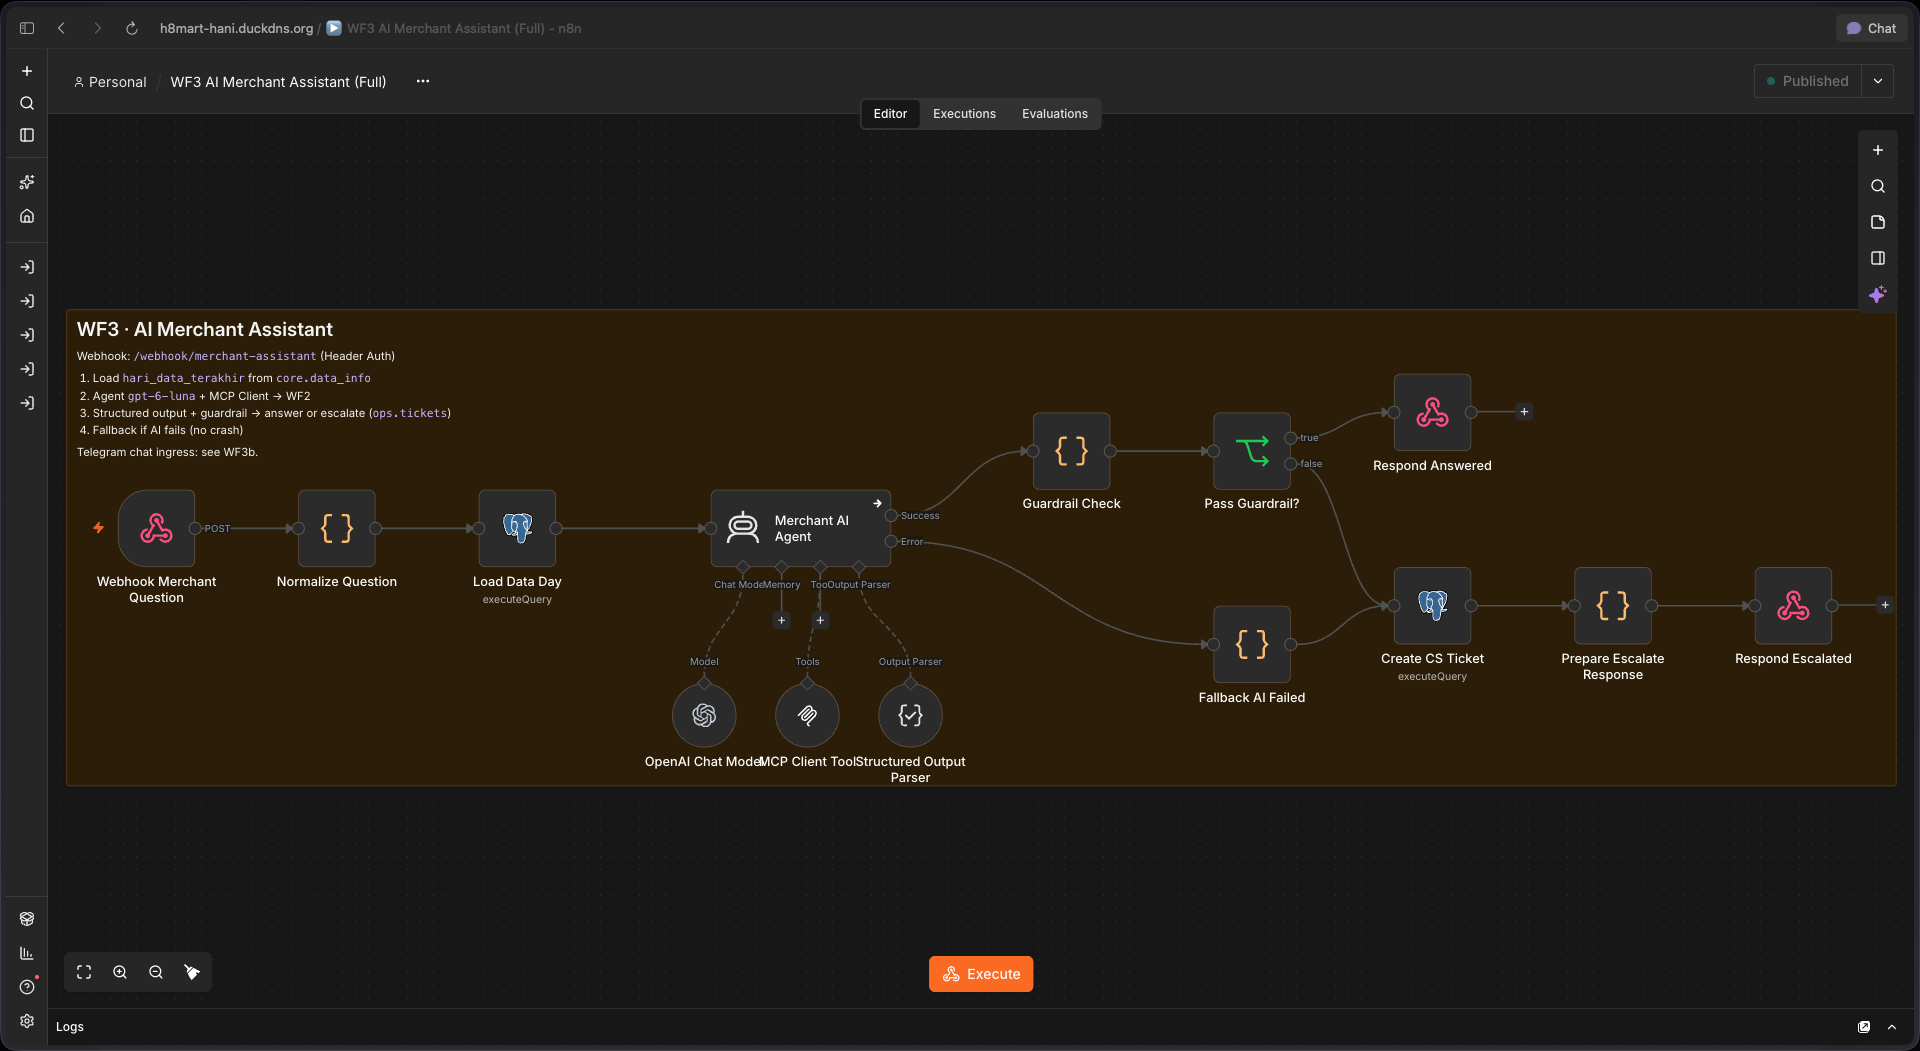 h8mart-hani.duckdns.org / WF3 AI Merchant Assistant (Full) - n8n
Chat
Personal / WF3 AI Merchant Assistant (Full) ...
Published
Editor Executions Evaluations
WF3 · AI Merchant Assistant
Webhook: /webhook/merchant-assistant (Header Auth)
1. Load hari_data_terakhir from core.data_info
2. Agent gpt-6-luna + MCP Client → WF2
3. Structured output + guardrail → answer or escalate (ops.tickets)
4. Fallback if AI fails (no crash)
Telegram chat ingress: see WF3b.
Webhook Merchant
Question
POST
Normalize Question
Load Data Day
executeQuery
Merchant AI
Agent
Success
Error
Chat Mode
Memory
Too
Output Parser
Model
Tools
Output Parser
OpenAI Chat Model
MCP Client Tool
Structured Output
Parser
Guardrail Check
Pass Guardrail?
true
false
Respond Answered
Fallback AI Failed
Create CS Ticket
executeQuery
Prepare Escalate
Response
Respond Escalated
Execute
Logs